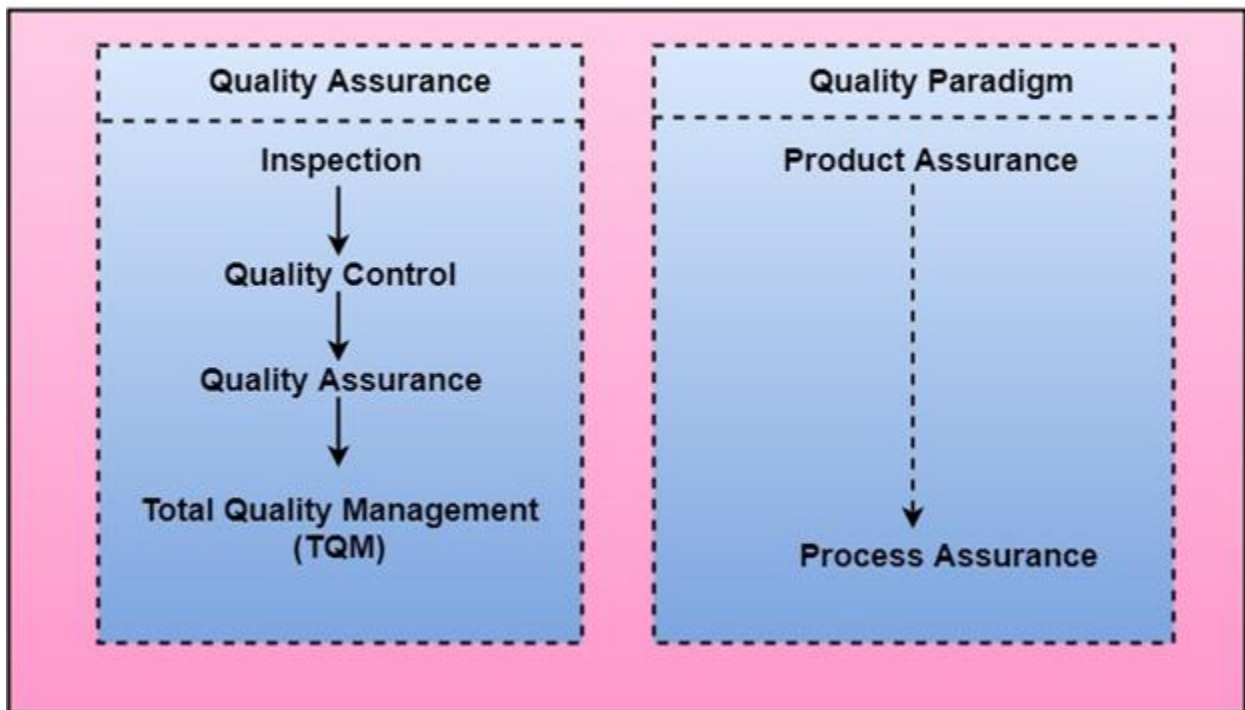 Quality Assurance
Inspection
Quality Control
Quality Assurance
Total Quality Management
(TQM)
Quality Paradigm
Product Assurance
Process Assurance